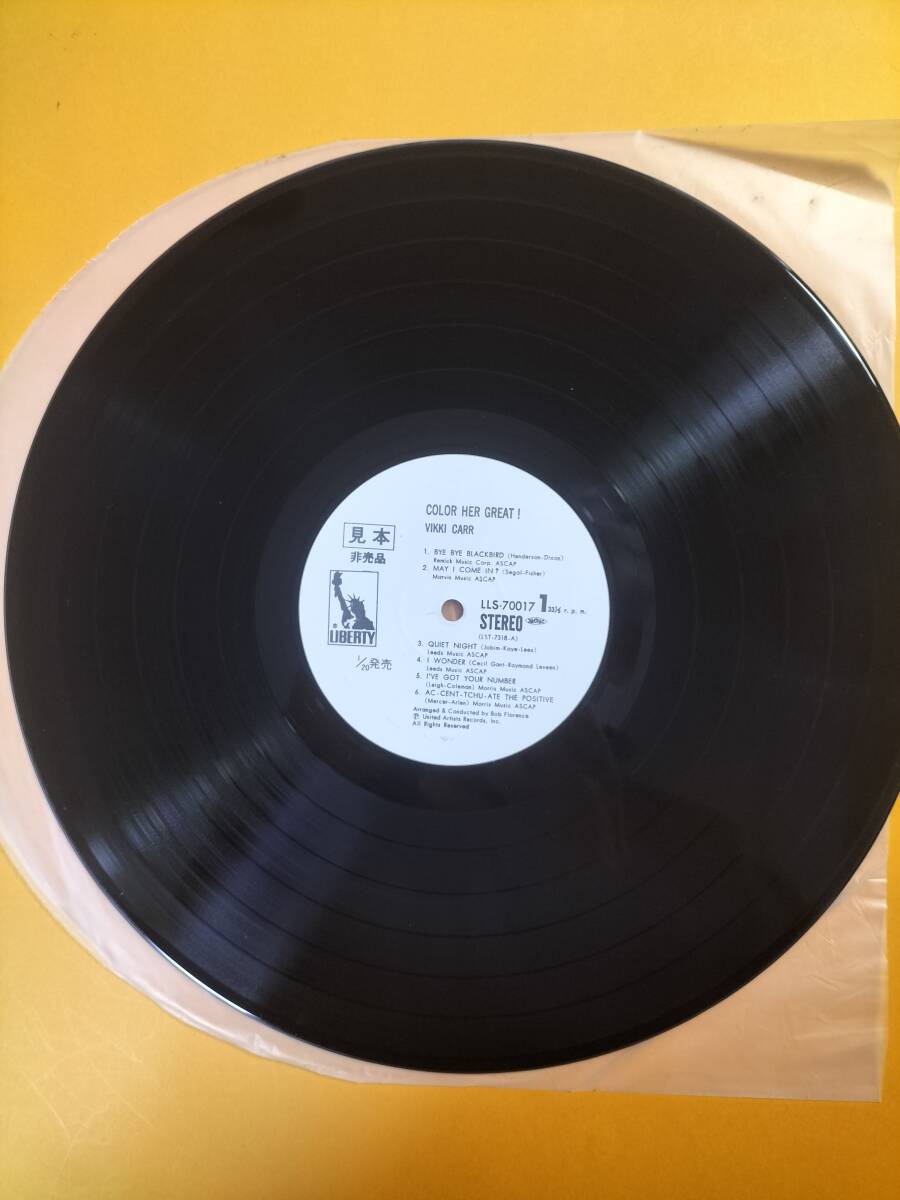 COLOR HER GREAT!
VIKKI CARR
見本
非売品
1. BYE BYE BLACKBIRD (Henderson-Dixon)
Remick Music Corp. ASCAP
2. MAY I COME IN? (Segal-Fisher)
Marvin Music ASCAP
LIBERTY
1/20発売
LLS-70017 1 33⅓ r. p. m.
STEREO
(LST-7318-A)
3. QUIET NIGHT (Jobim-Kaye-Lees)
Leeds Music ASCAP
4. I WONDER (Cecil Gant-Raymond Leveen)
Leeds Music ASCAP
5. I'VE GOT YOUR NUMBER
(Leigh-Coleman) Morris Music ASCAP
6. AC-CENT-TCHU-ATE THE POSITIVE
(Mercer-Arlen) Morris Music ASCAP
Arranged & Conducted by Bob Florence
℗ United Artists Records, Inc.
All Rights Reserved